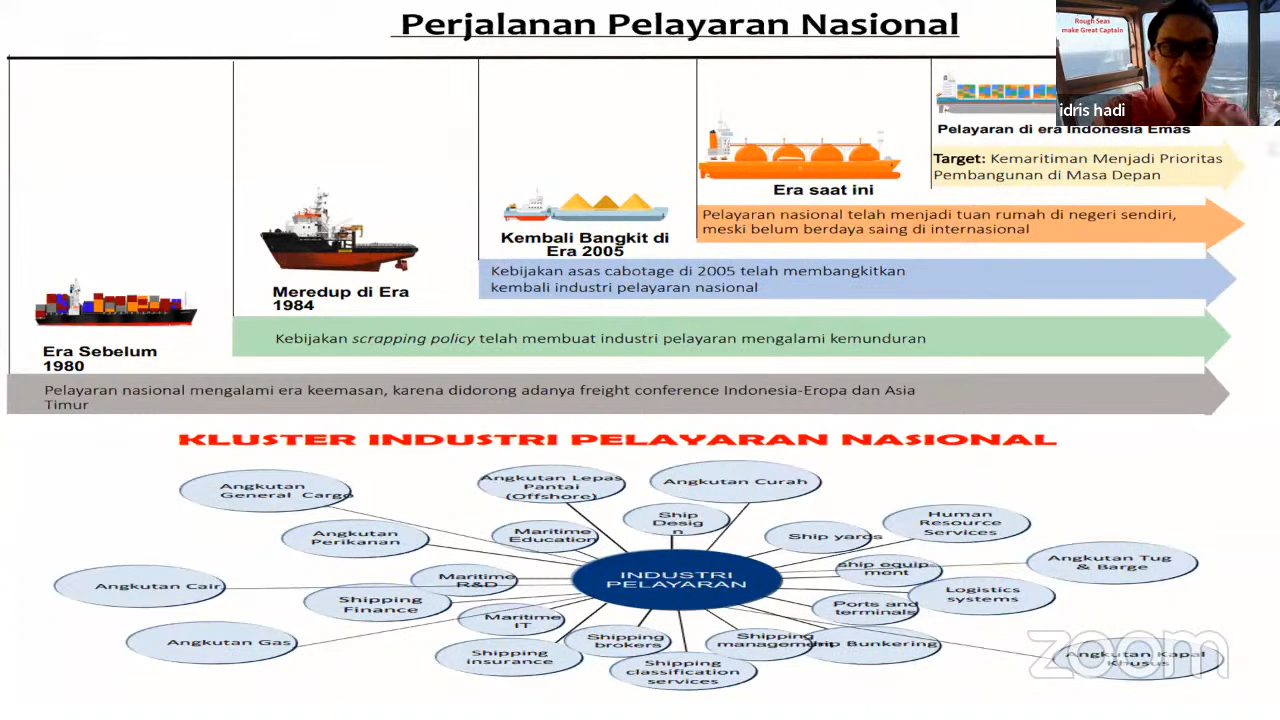 Perjalanan Pelayaran Nasional
Rough Seas
make Great Captain
idris hadi
Pelayaran di era Indonesia Emas
Target: Kemaritiman Menjadi Prioritas
Pembangunan di Masa Depan
Era saat ini
Pelayaran nasional telah menjadi tuan rumah di negeri sendiri,
meski belum berdaya saing di internasional
Kembali Bangkit di
Era 2005
Kebijakan asas cabotage di 2005 telah membangkitkan
kembali industri pelayaran nasional
Meredup di Era
1984
Kebijakan scrapping policy telah membuat industri pelayaran mengalami kemunduran
Era Sebelum
1980
Pelayaran nasional mengalami era keemasan, karena didorong adanya freight conference Indonesia-Eropa dan Asia
Timur
KLUSTER INDUSTRI PELAYARAN NASIONAL
Angkutan
General Cargo
Angkutan Lepas
Pantai
(Offshore)
Angkutan Curah
Ship
Desig
n
Human
Resource
Services
Angkutan
Perikanan
Maritime
Education
Ship yards
Angkutan Tug
& Barge
Ship equip
ment
INDUSTRI
PELAYARAN
Maritime
R&D
Angkutan Cair
Logistics
systems
Shipping
Finance
Ports and
terminals
Maritime
IT
Angkutan Gas
Shipping
brokers
Shipping
management
Ship Bunkering
Shipping
insurance
Shipping
classification
services
Angkutan Kapal
Khusus
zoom